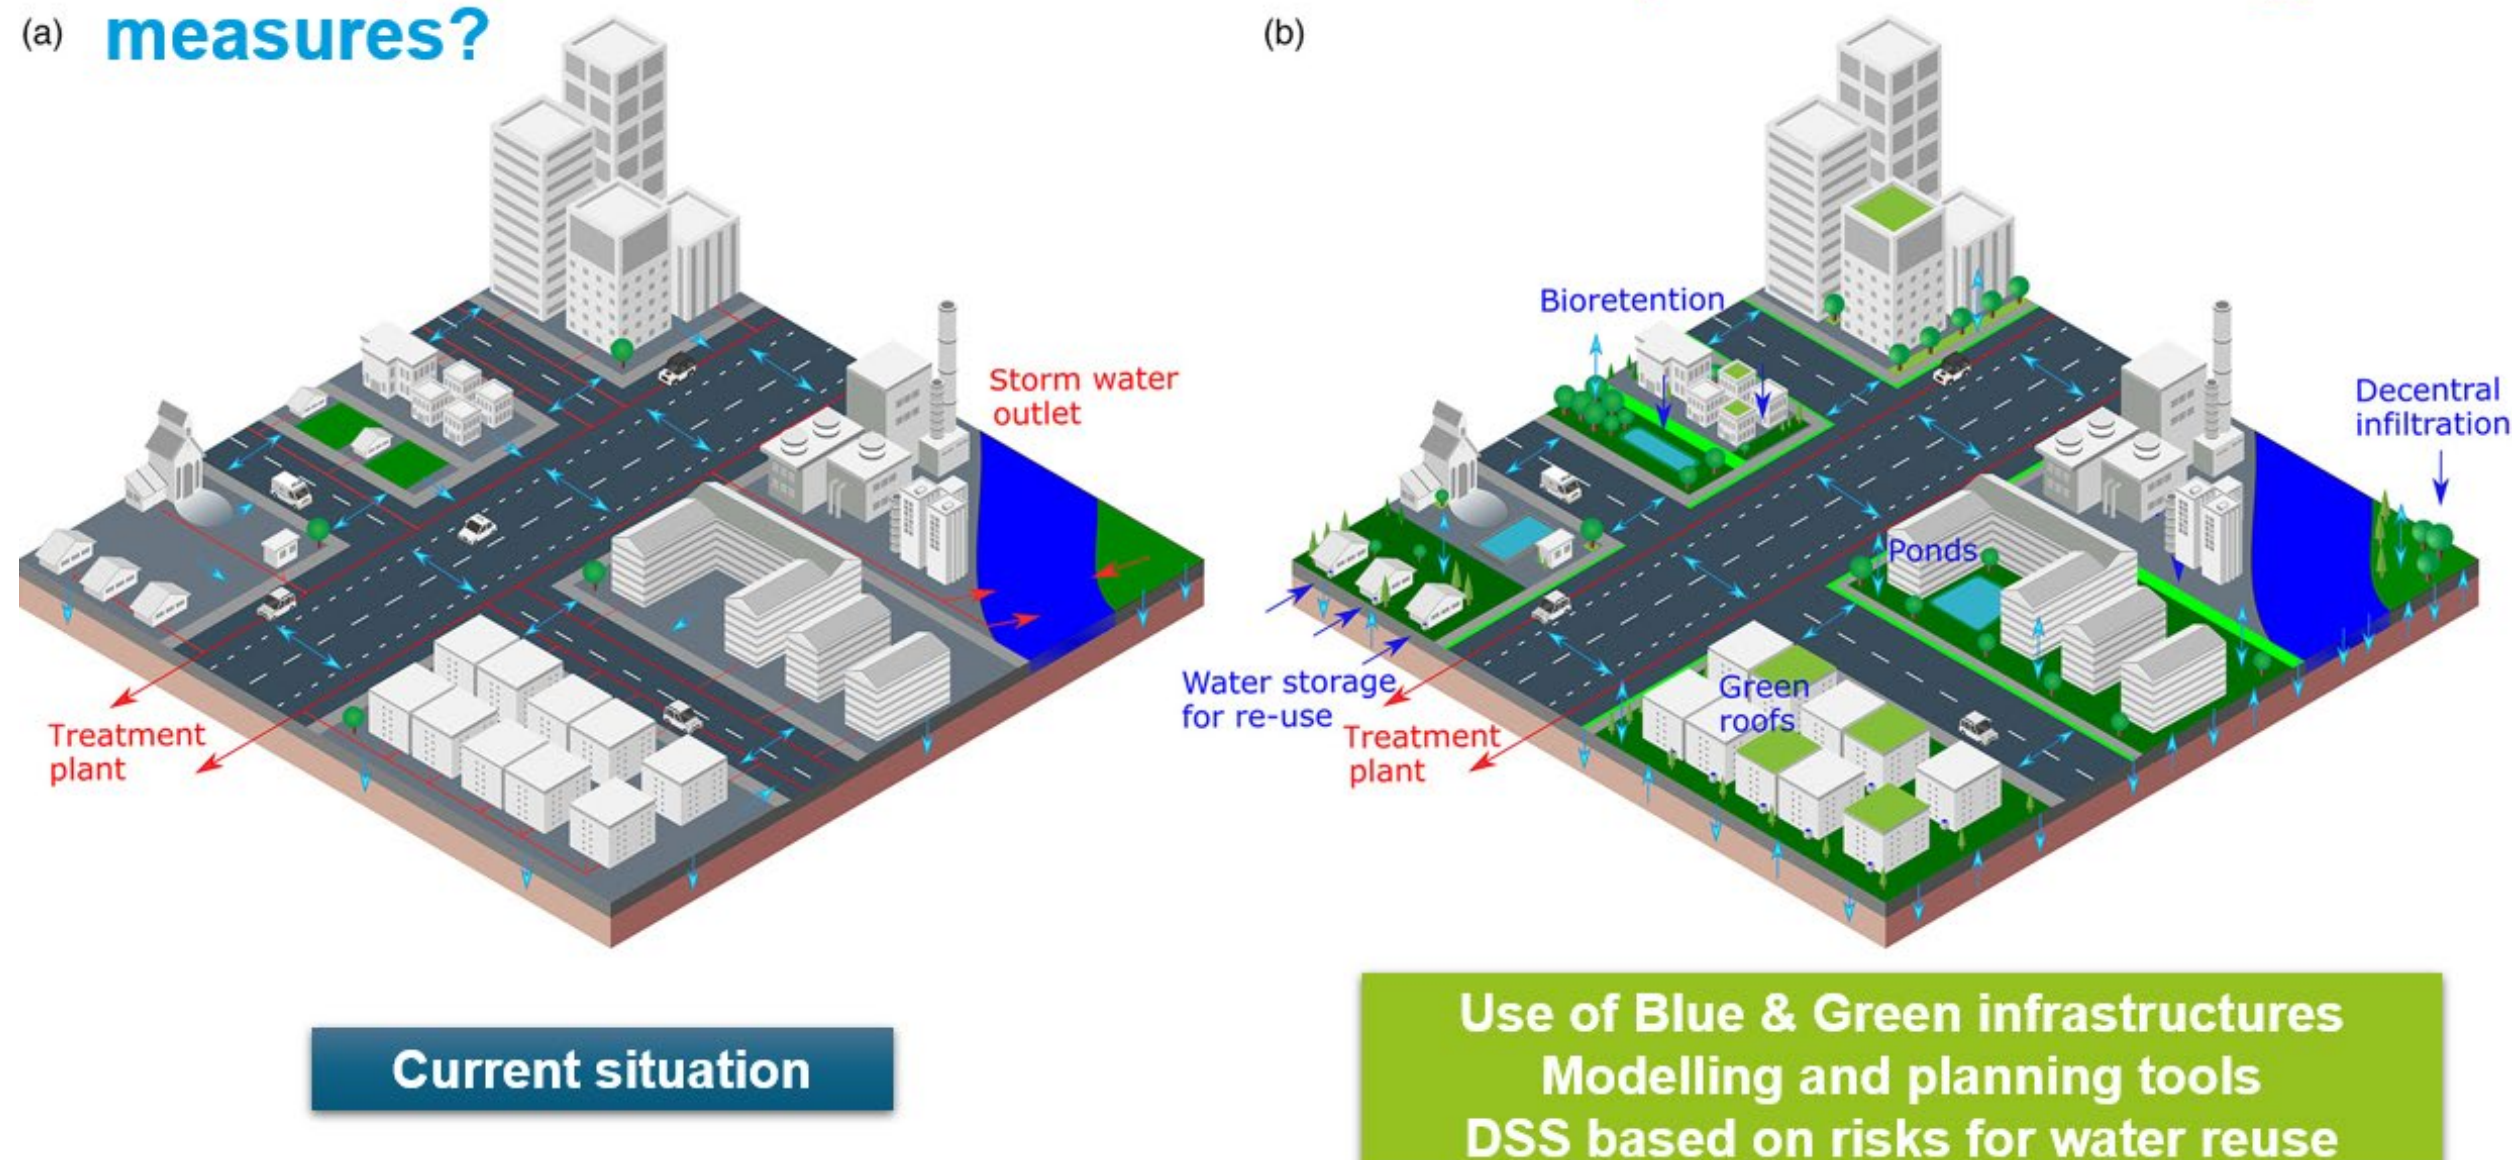 (a)
measures?
Storm water
outlet
Treatment
plant
Current situation
(b)
Bioretention
Decentral
infiltration
Ponds
Water storage
for re-use
Green
roofs
Treatment
plant
Use of Blue & Green infrastructures
Modelling and planning tools
DSS based on risks for water reuse